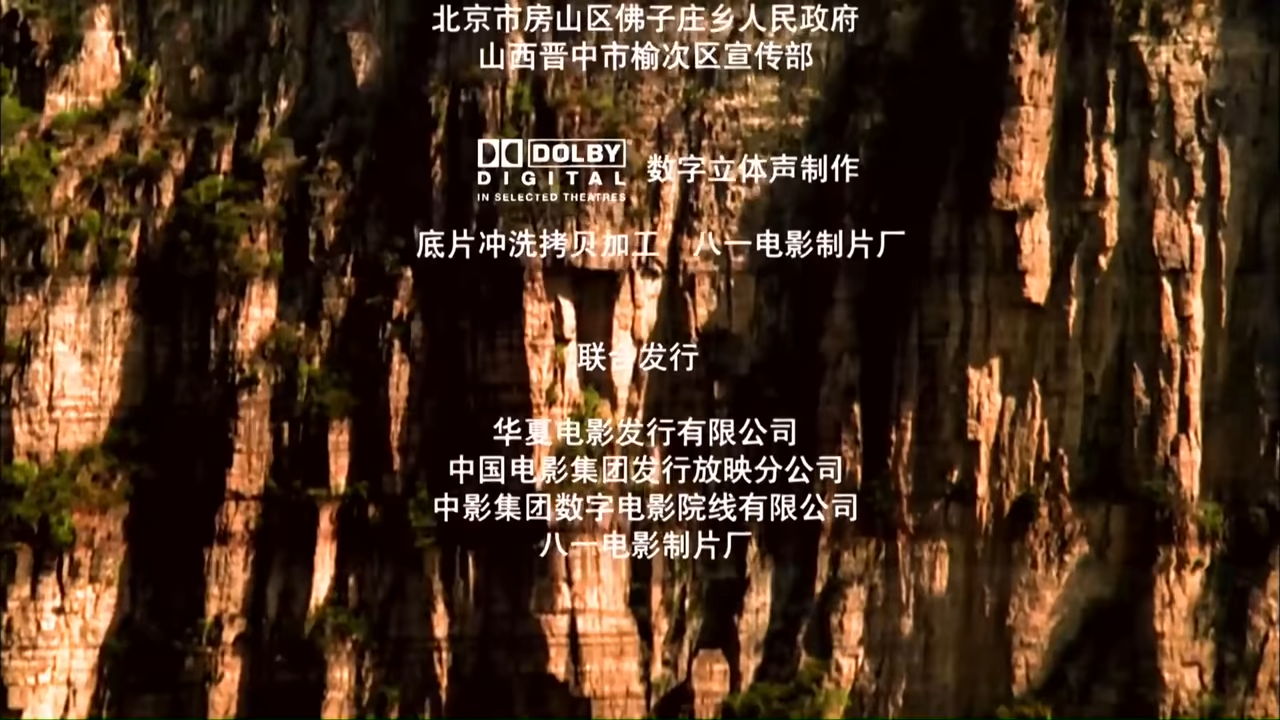 北京市房山区佛子庄乡人民政府
山西晋中市榆次区宣传部
DOLBY
DIGITAL
IN SELECTED THEATRES
数字立体声制作
底片冲洗拷贝加工 八一电影制片厂
联合发行
华夏电影发行有限公司
中国电影集团发行放映分公司
中影集团数字电影院线有限公司
八一电影制片厂